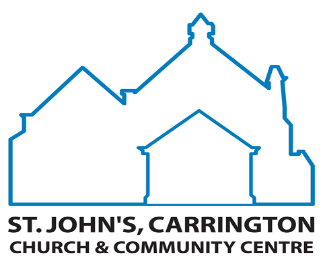 ST. JOHN'S, CARRINGTON
CHURCH & COMMUNITY CENTRE